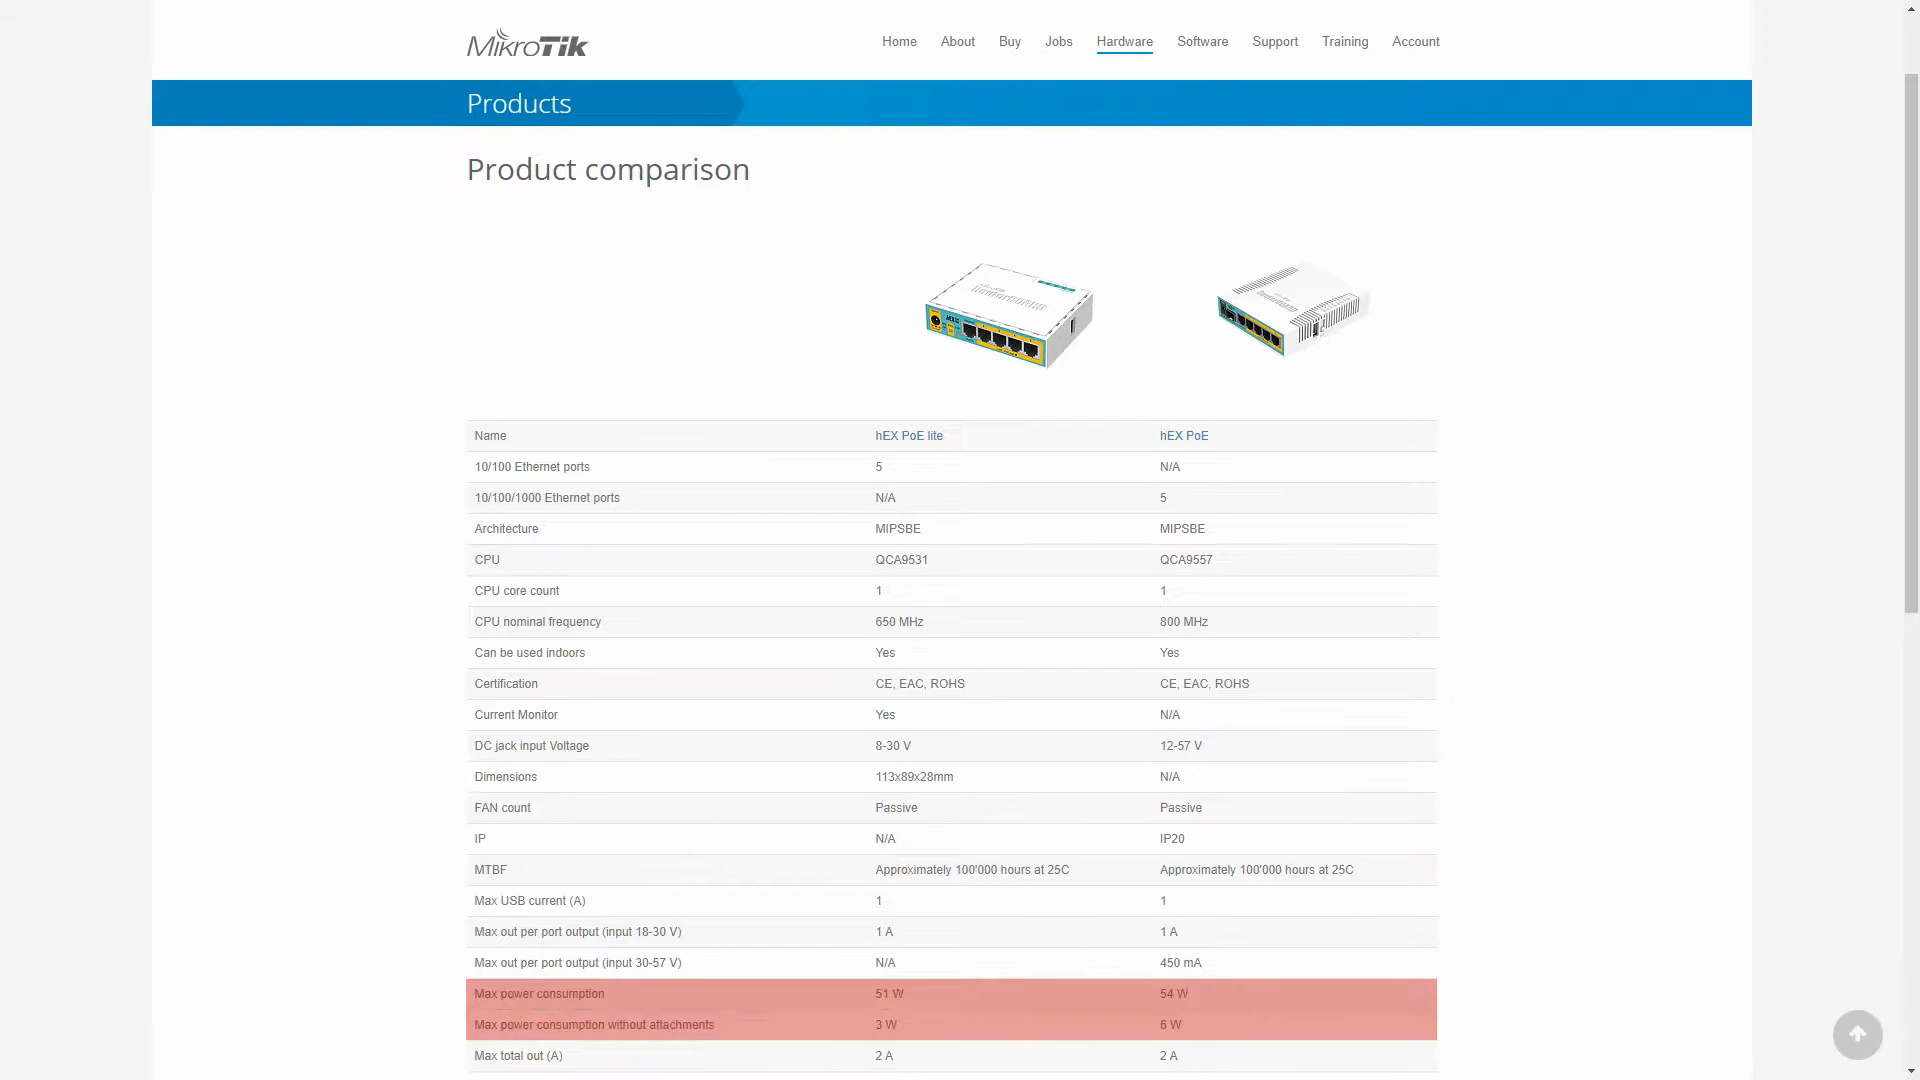 MikroTik
Home About Buy Jobs Hardware Software Support Training Account
Products
Product comparison
Name hEX PoE lite hEX PoE
10/100 Ethernet ports 5 N/A
10/100/1000 Ethernet ports N/A 5
Architecture MIPSBE MIPSBE
CPU QCA9531 QCA9557
CPU core count 1 1
CPU nominal frequency 650 MHz 800 MHz
Can be used indoors Yes Yes
Certification CE, EAC, ROHS CE, EAC, ROHS
Current Monitor Yes N/A
DC jack input Voltage 8-30 V 12-57 V
Dimensions 113x89x28mm N/A
FAN count Passive Passive
IP N/A IP20
MTBF Approximately 100'000 hours at 25C Approximately 100'000 hours at 25C
Max USB current (A) 1 1
Max out per port output (input 18-30 V) 1 A 1 A
Max out per port output (input 30-57 V) N/A 450 mA
Max power consumption 51 W 54 W
Max power consumption without attachments 3 W 6 W
Max total out (A) 2 A 2 A